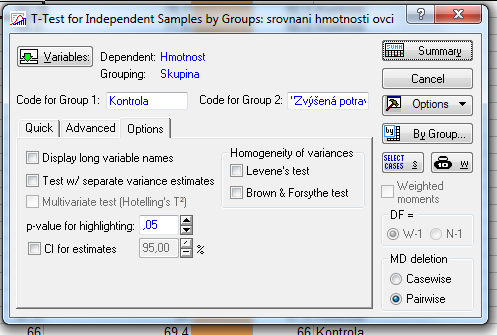 T-Test for Independent Samples by Groups: srovnani hmotnosti ovci
Variables: Dependent: Hmotnost
Grouping: Skupina
Code for Group 1: Kontrola Code for Group 2: "Zvýšená potrav
Quick Advanced Options
Display long variable names
Test w/ separate variance estimates
Multivariate test (Hotelling's T²)
p-value for highlighting: ,05
CI for estimates 95,00 %
Homogeneity of variances
Levene's test
Brown & Forsythe test
Summary
Cancel
Options
By Group...
SELECT CASES S W
Weighted moments
DF =
W-1 N-1
MD deletion
Casewise
Pairwise
66 69,4 66 Kontrola